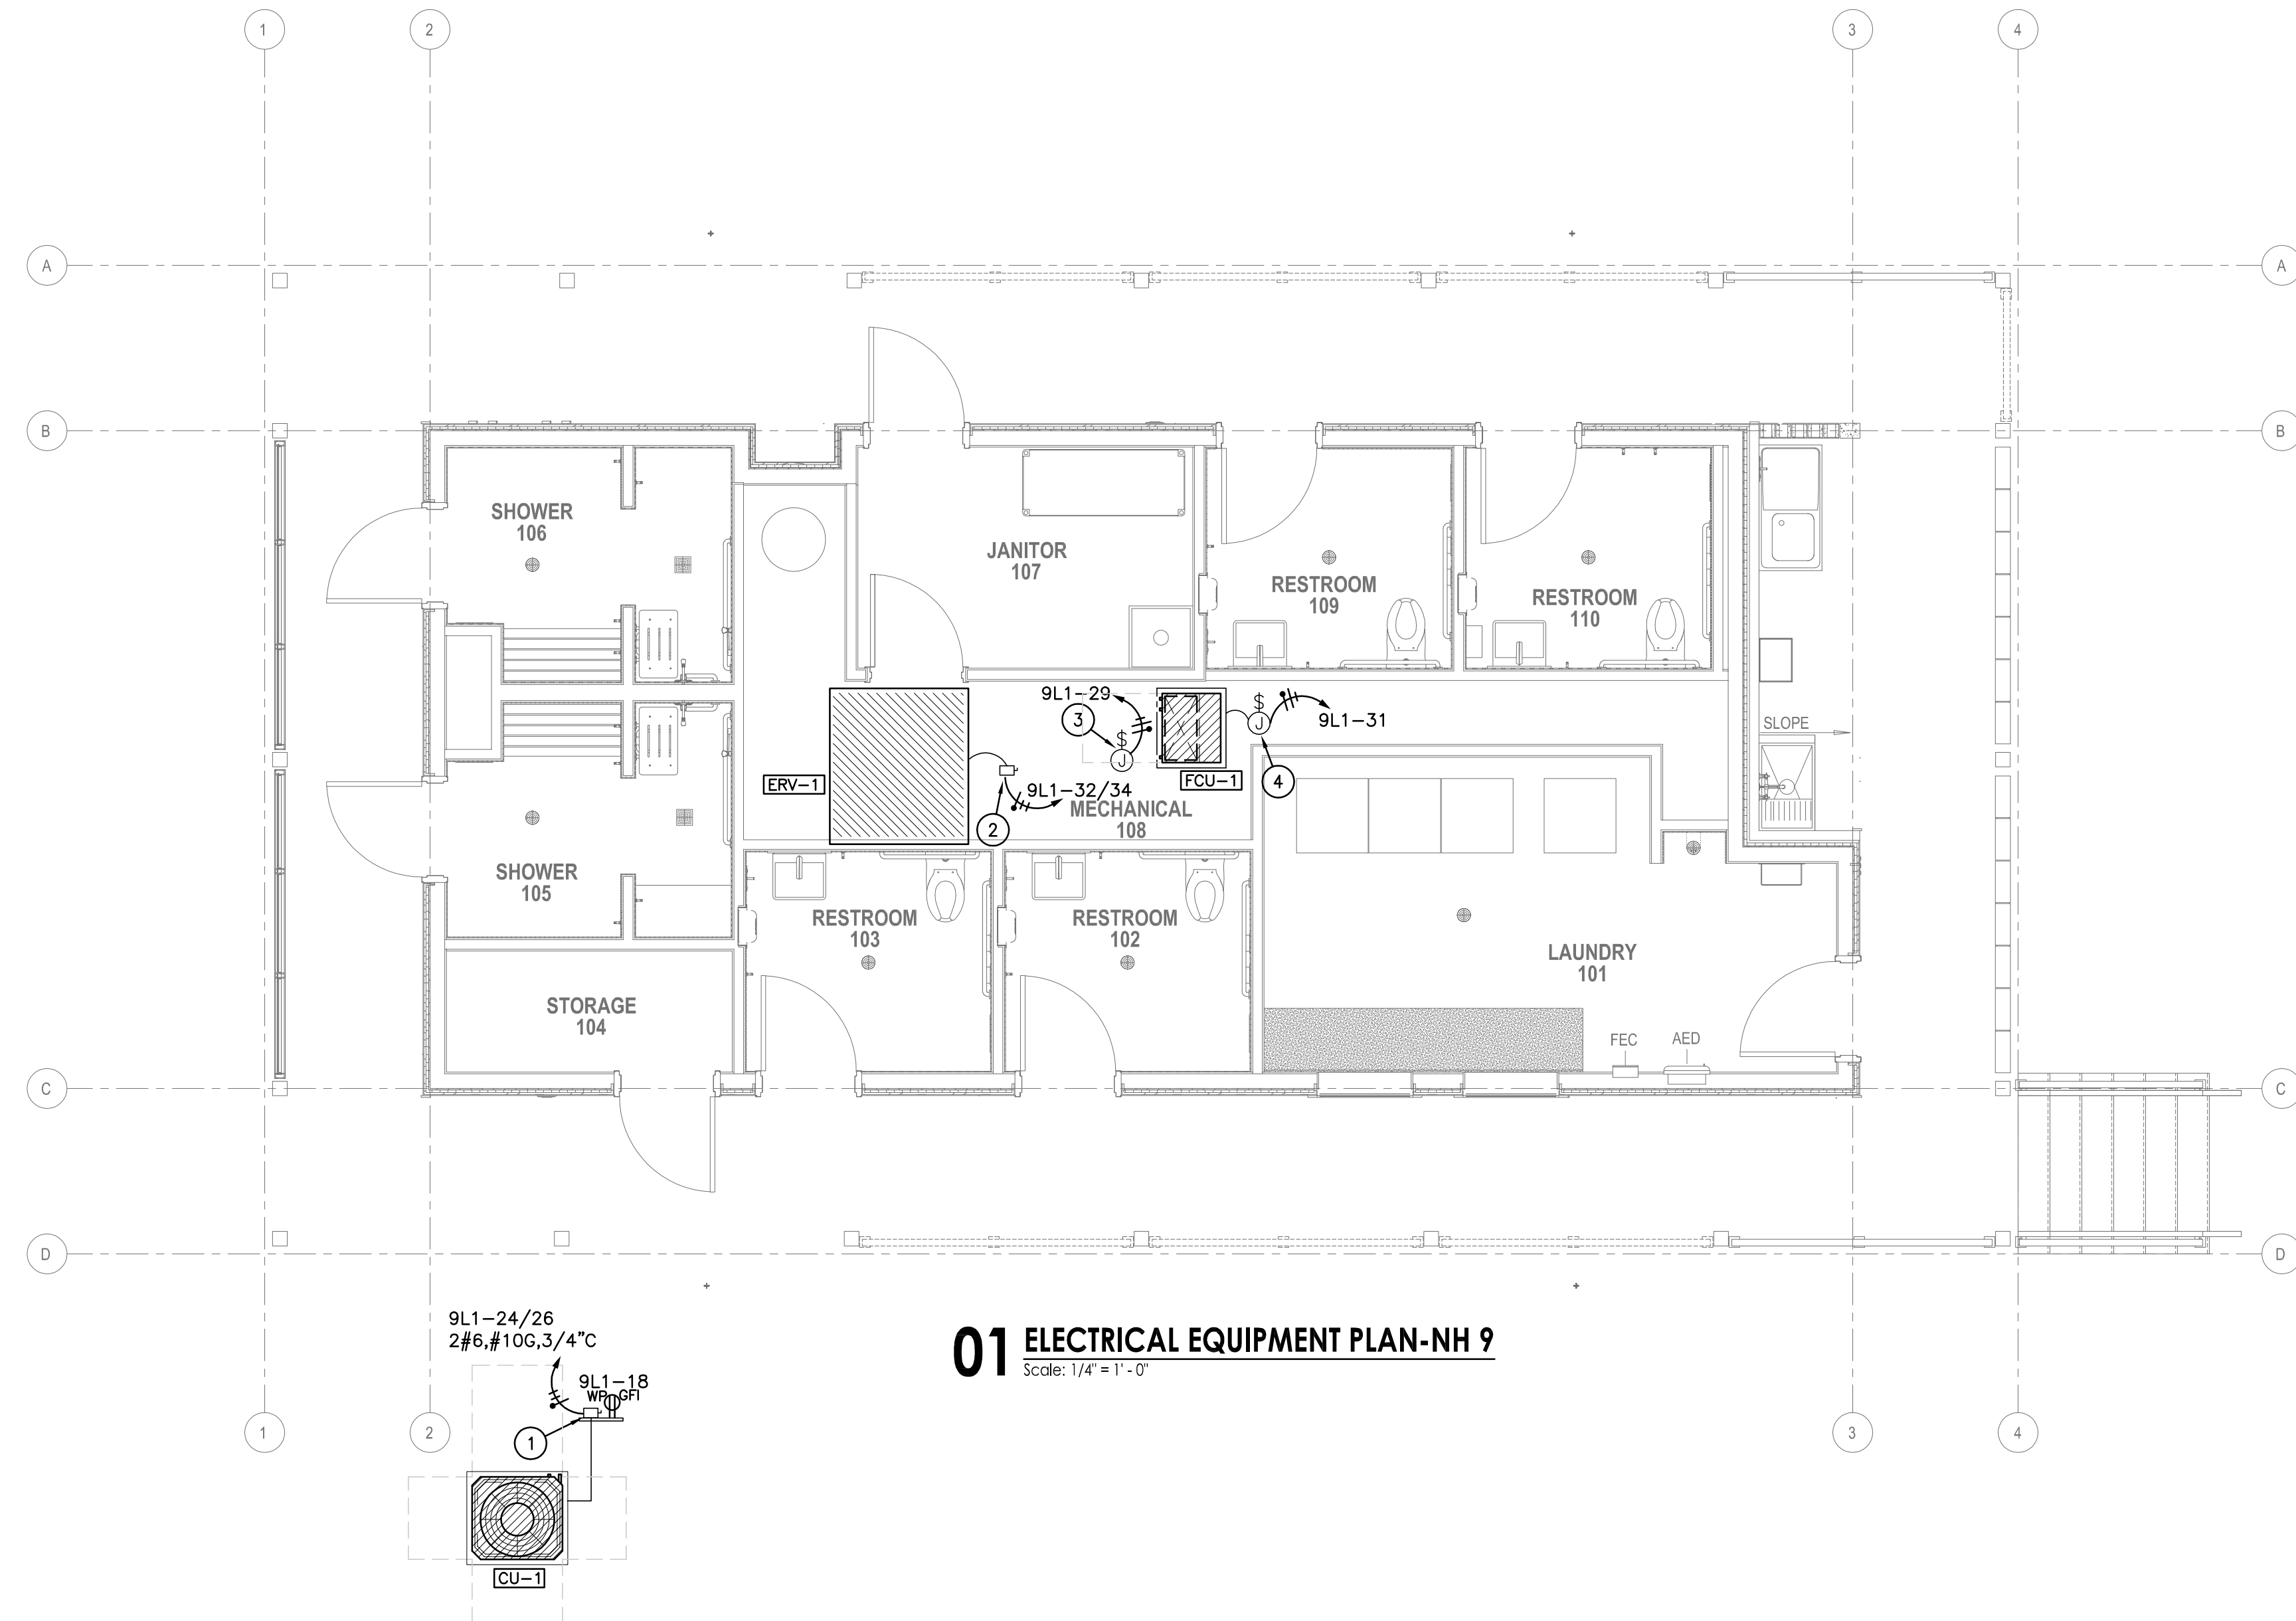 1
2
3
4
A
A
B
B
SHOWER
106
JANITOR
107
RESTROOM
109
RESTROOM
110
9L1-29
3
$
J
$
J
9L1-31
SLOPE
ERV-1
FCU-1
4
9L1-32/34
2
MECHANICAL
108
SHOWER
105
RESTROOM
103
RESTROOM
102
LAUNDRY
101
STORAGE
104
FEC
AED
C
C
D
D
9L1-24/26
2#6,#10G,3/4"C
9L1-18
WP GFI
1
01 ELECTRICAL EQUIPMENT PLAN-NH 9
Scale: 1/4" = 1' - 0"
1
2
3
4
CU-1